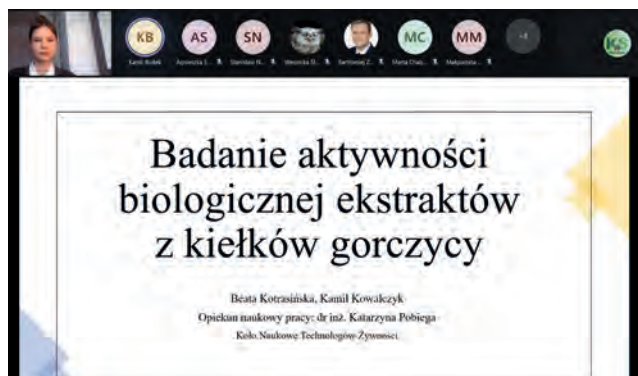 KB AS SN MC MM +4
KS
Badanie aktywności
biologicznej ekstraktów
z kiełków gorczycy
Beata Kotrasińska, Kamil Kowalczyk
Opiekun naukowy pracy: dr inż. Katarzyna Pobiega
Koło Naukowe Technologów Żywności